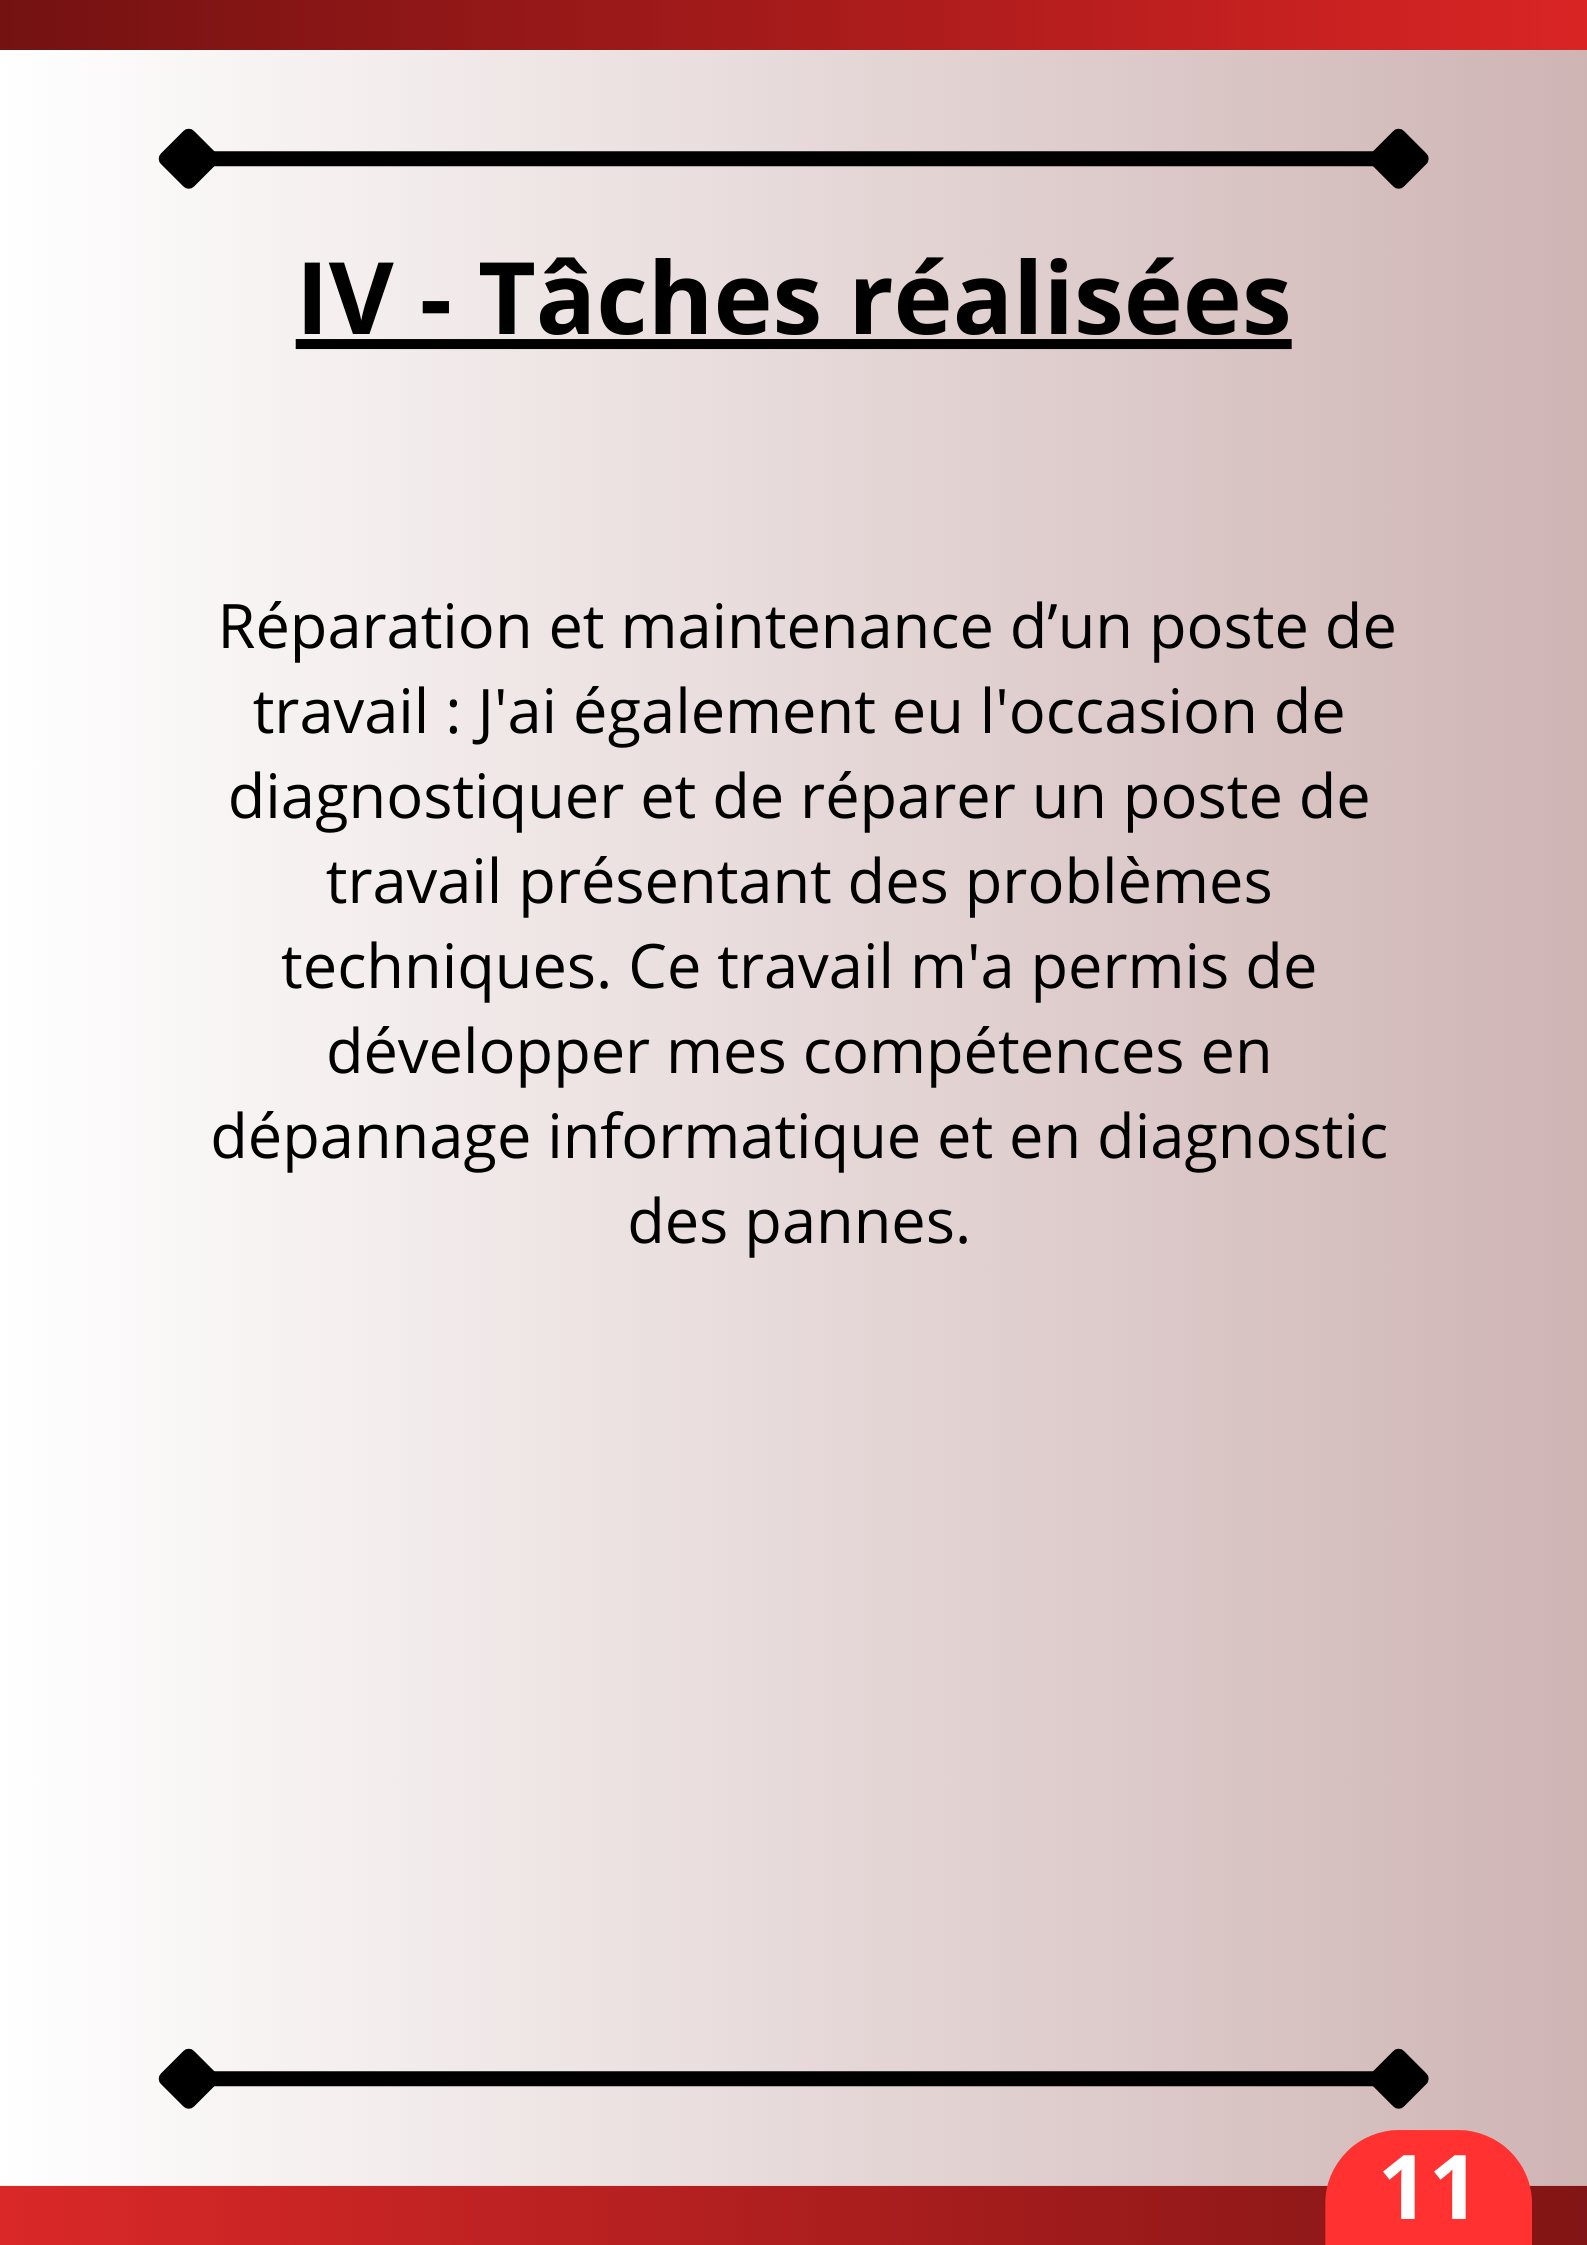 IV - Tâches réalisées
Réparation et maintenance d’un poste de
travail : J'ai également eu l'occasion de
diagnostiquer et de réparer un poste de
travail présentant des problèmes
techniques. Ce travail m'a permis de
développer mes compétences en
dépannage informatique et en diagnostic
des pannes.
11